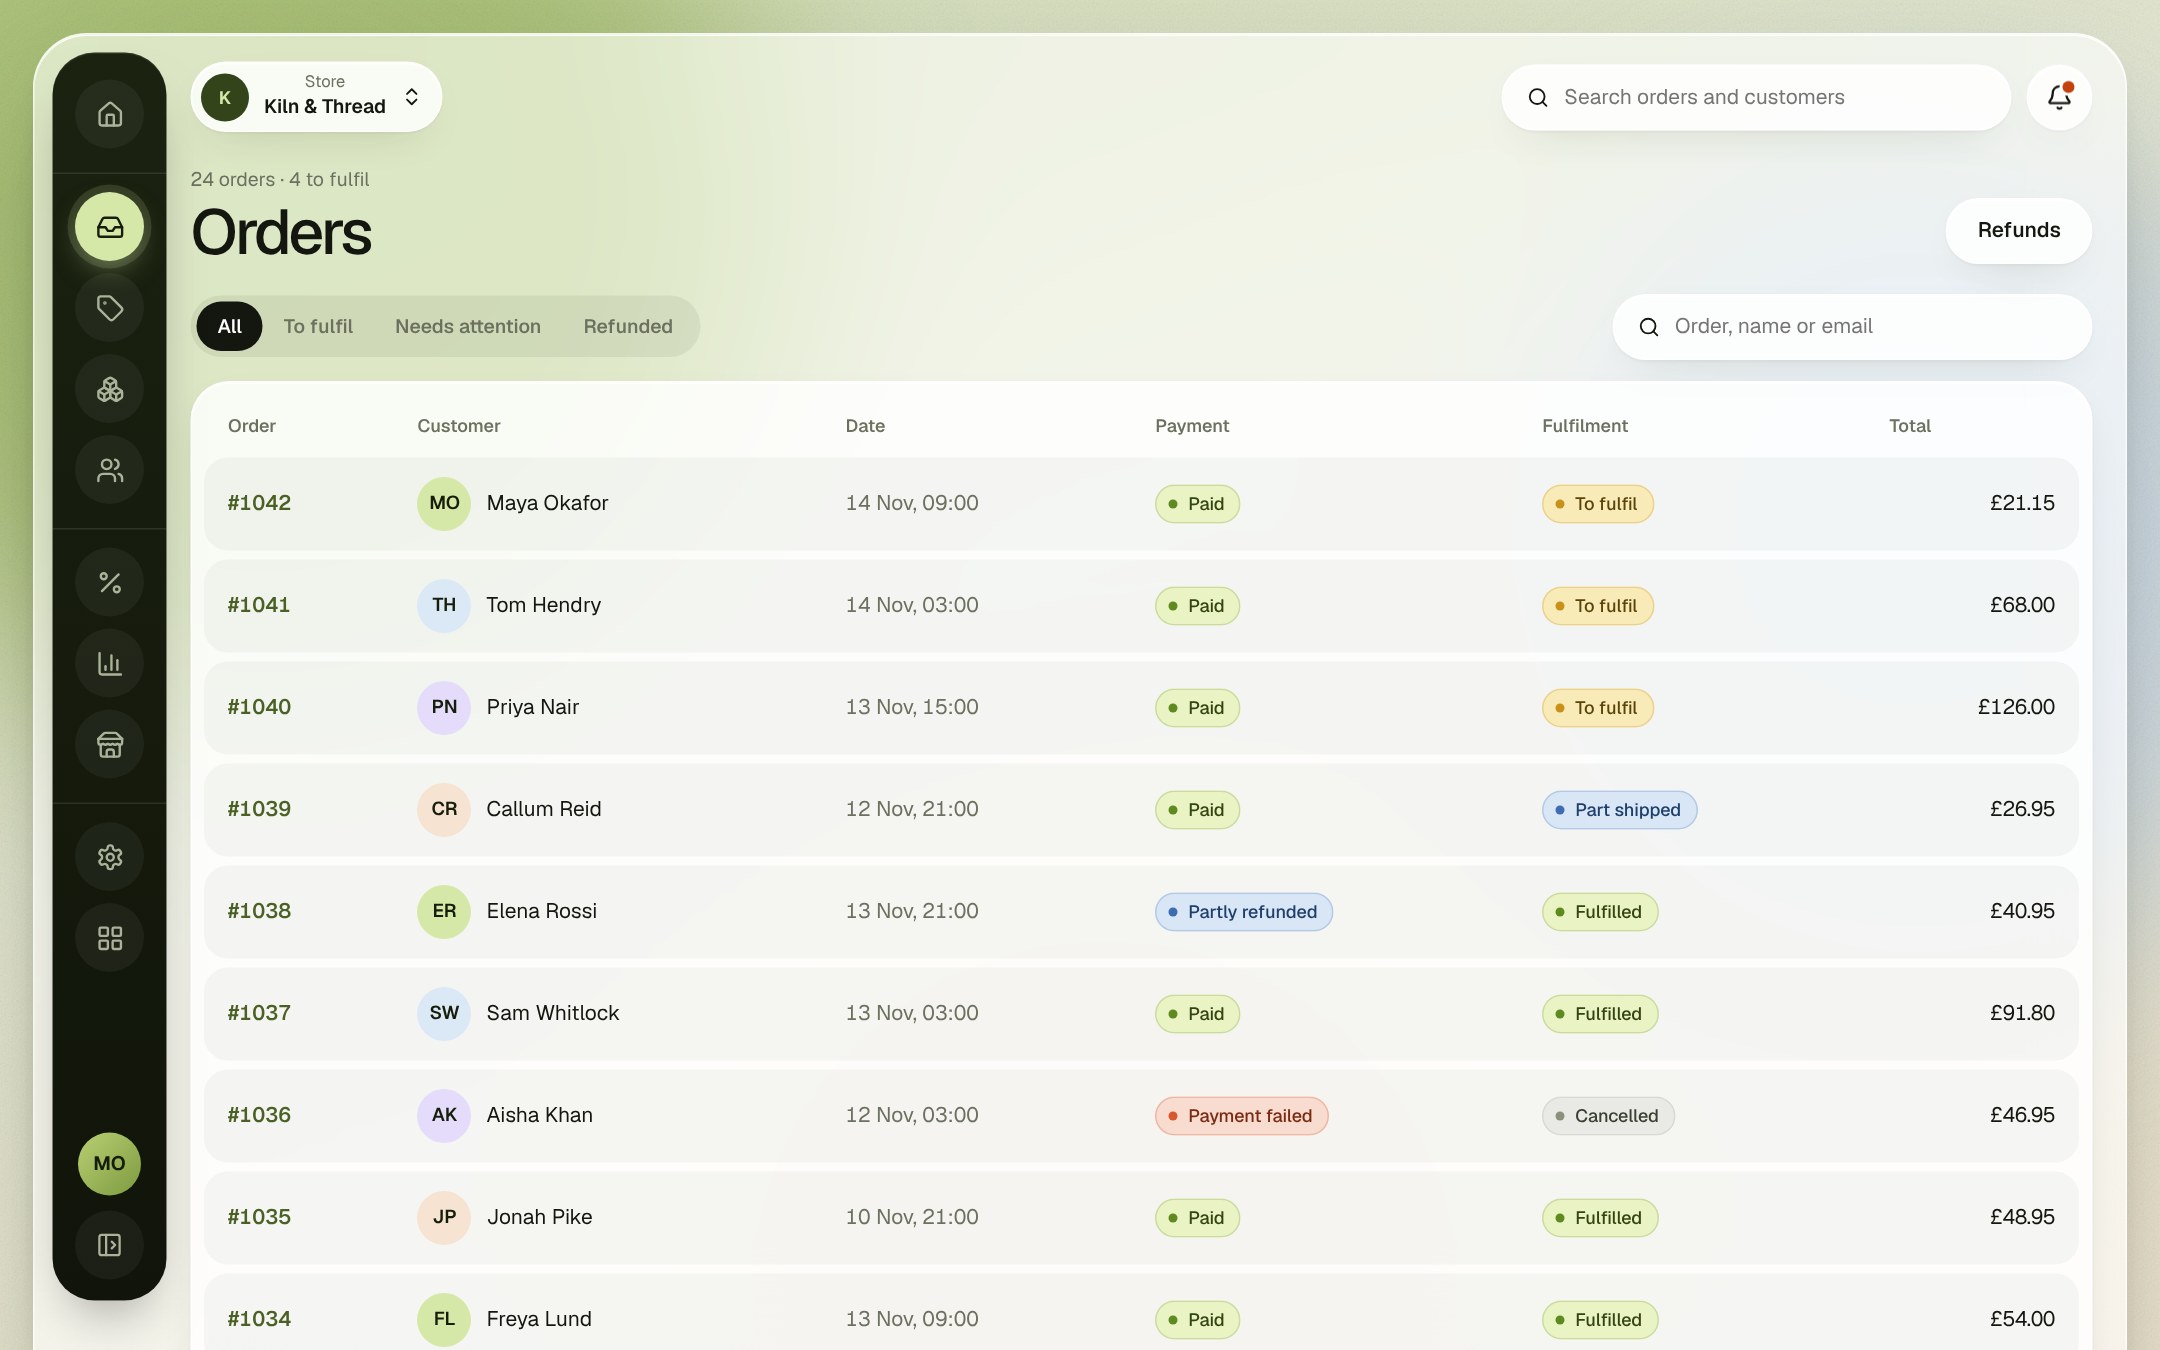 K
Store
Kiln & Thread
Search orders and customers
24 orders · 4 to fulfil
Orders
Refunds
All To fulfil Needs attention Refunded
Order, name or email
Order Customer Date Payment Fulfilment Total
#1042 MO Maya Okafor 14 Nov, 09:00 Paid To fulfil £21.15
#1041 TH Tom Hendry 14 Nov, 03:00 Paid To fulfil £68.00
#1040 PN Priya Nair 13 Nov, 15:00 Paid To fulfil £126.00
#1039 CR Callum Reid 12 Nov, 21:00 Paid Part shipped £26.95
#1038 ER Elena Rossi 13 Nov, 21:00 Partly refunded Fulfilled £40.95
#1037 SW Sam Whitlock 13 Nov, 03:00 Paid Fulfilled £91.80
#1036 AK Aisha Khan 12 Nov, 03:00 Payment failed Cancelled £46.95
MO
#1035 JP Jonah Pike 10 Nov, 21:00 Paid Fulfilled £48.95
#1034 FL Freya Lund 13 Nov, 09:00 Paid Fulfilled £54.00